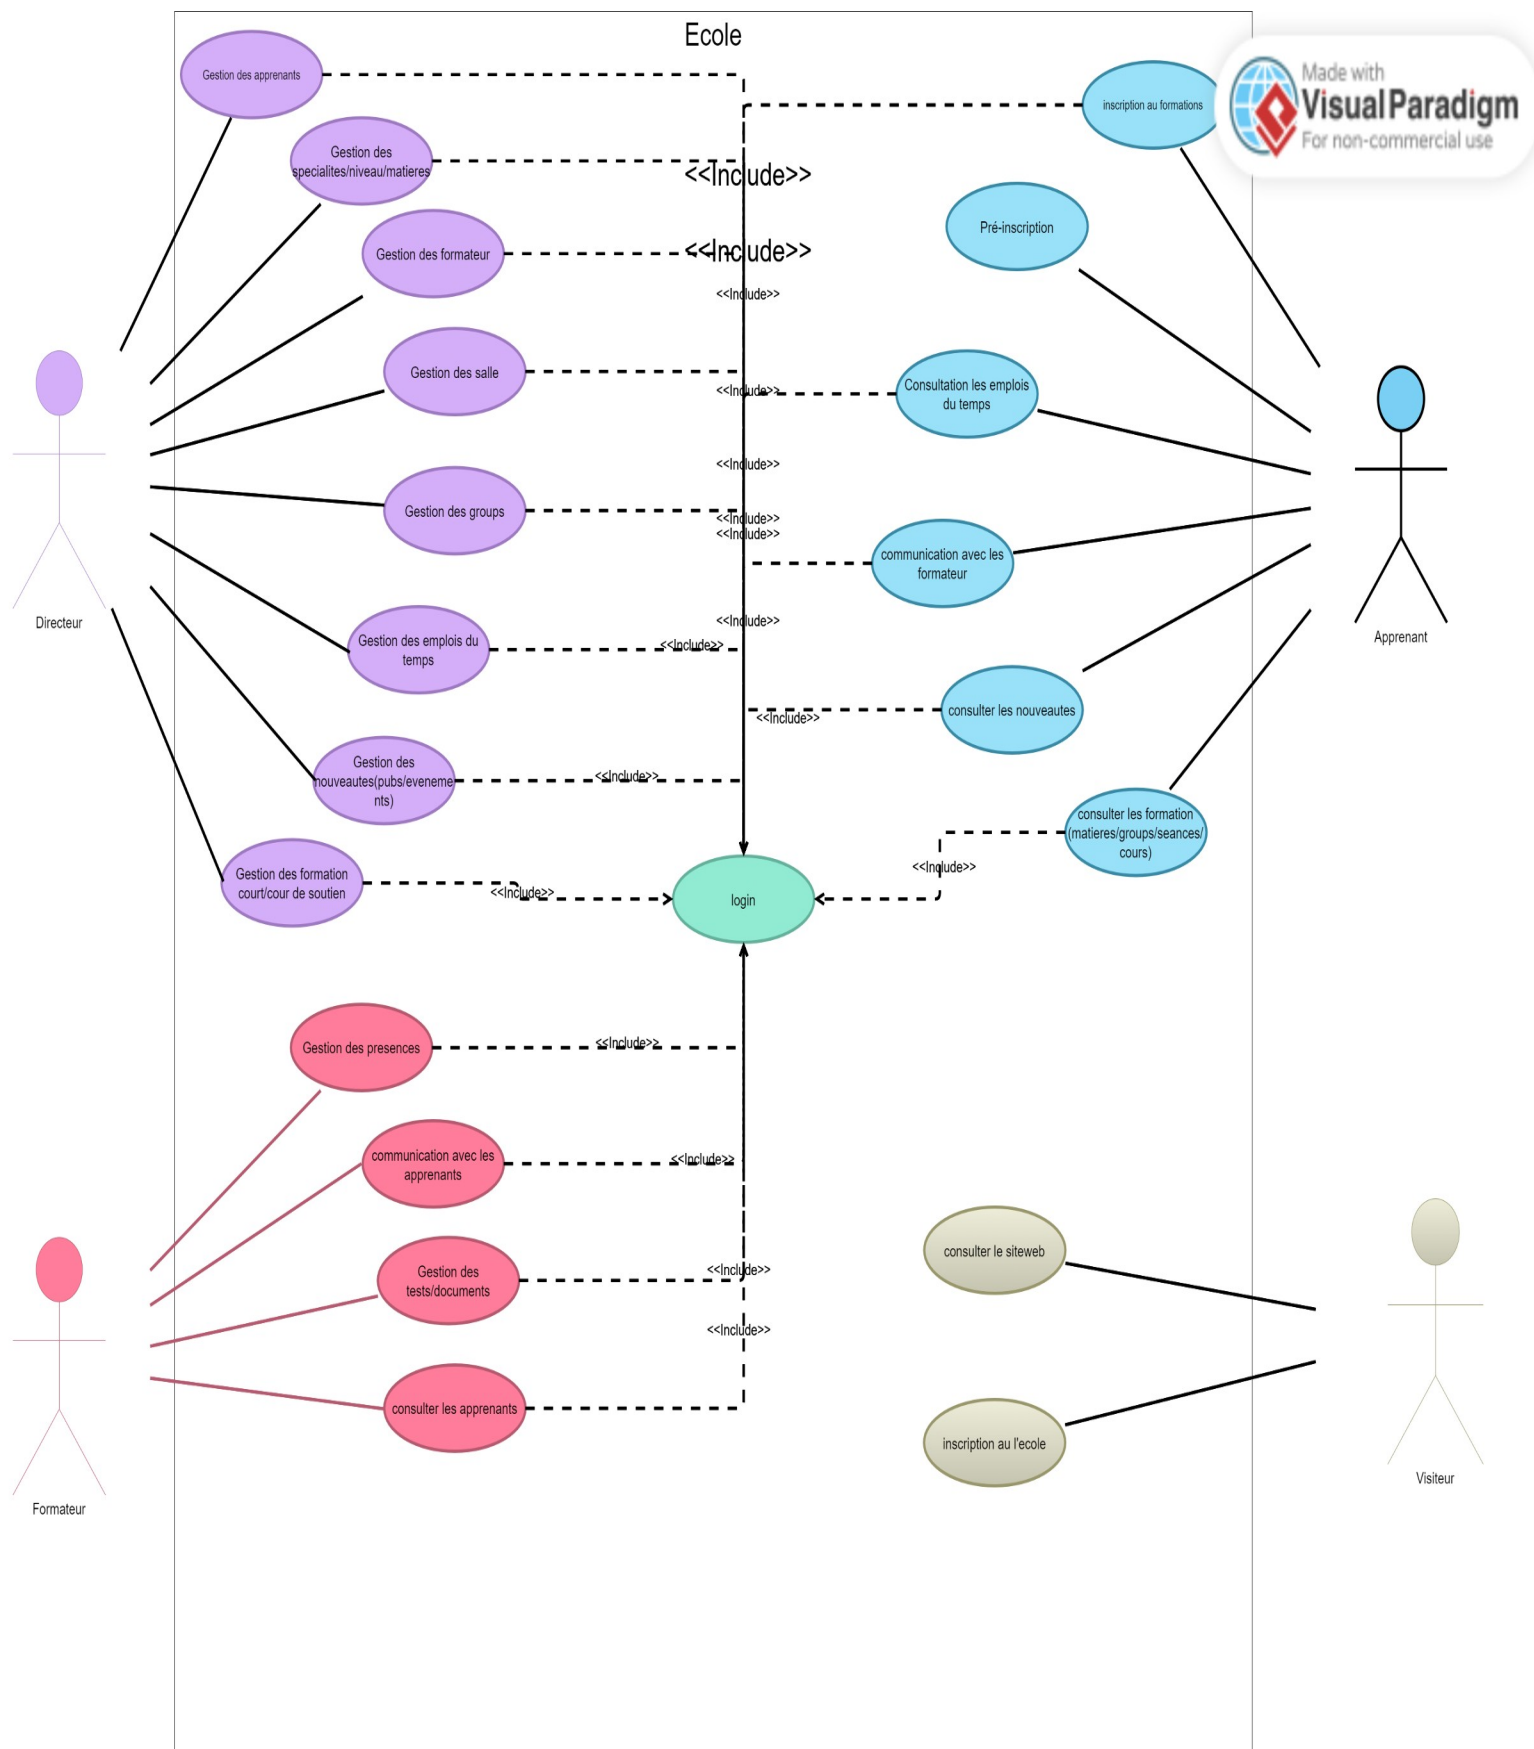 Ecole
Made with
Visual Paradigm
For non-commercial use
Gestion des apprenants
inscription au formations
Gestion des
specialites/niveau/matieres
<<Include>>
Pré-inscription
Gestion des formateur
<<Include>>
<<Include>>
Gestion des salle
Consultation les emplois
du temps
<<Include>>
<<Include>>
Gestion des groups
<<Include>>
<<Include>>
communication avec les
formateur
Directeur
Apprenant
<<Include>>
Gestion des emplois du
temps
<<Include>>
consulter les nouveautes
<<Include>>
Gestion des
nouveautes(pubs/eveneme
nts)
<<Include>>
consulter les formation
(matieres/groups/seances/
cours)
<<Include>>
Gestion des formation
court/cour de soutien
<<Include>>
login
Gestion des presences
<<Include>>
communication avec les
apprenants
<<Include>>
consulter le siteweb
Gestion des
tests/documents
<<Include>>
<<Include>>
consulter les apprenants
inscription au l'ecole
Formateur
Visiteur